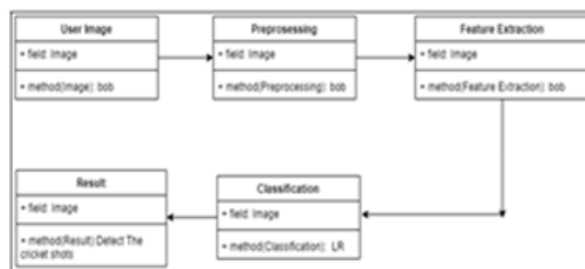 User Image
+ field: Image
+ method(Image): bob
Preprosessing
+ field: Image
+ method(Preprocessing): bob
Feature Extraction
+ field: Image
+ method(Feature Extraction): bob
Result
+ field: Image
+ method(Result):Detect The
cricket shots
Classification
+ field: Image
+ method(Classification): LR